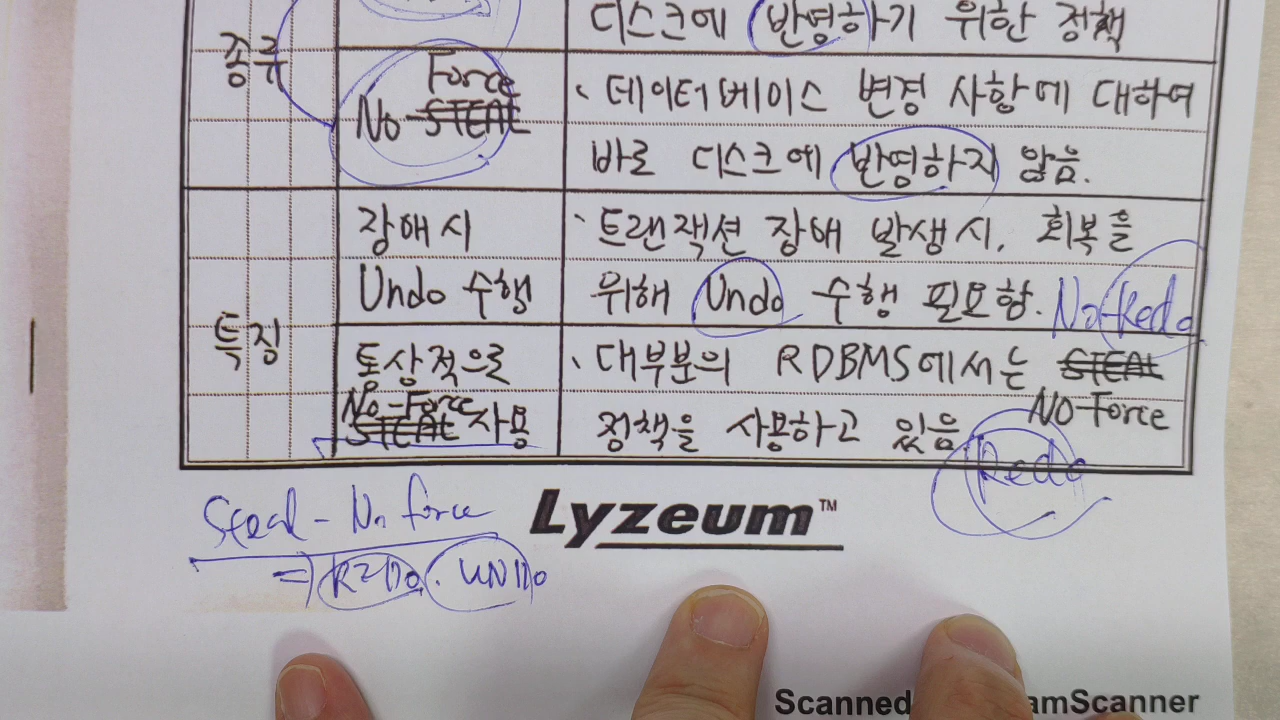 디스크에 반영하기 위한 정책
종류
No-Force
STEAL
、데이터베이스 변경 사항에 대하여
바로 디스크에 반영하지 않음.
특징
장애시
Undo 수행
、트랜잭션 장애 발생시, 회복을
위해 Undo 수행 필요함. No-Redo
통상적으로
No-Force
STEAL 사용
、대부분의 RDBMS에서는 STEAL
NO-Force
정책을 사용하고 있음
Redo
Steal - No force
⇒ REDO. UNDO
Lyzeum™
Scanned
amScanner